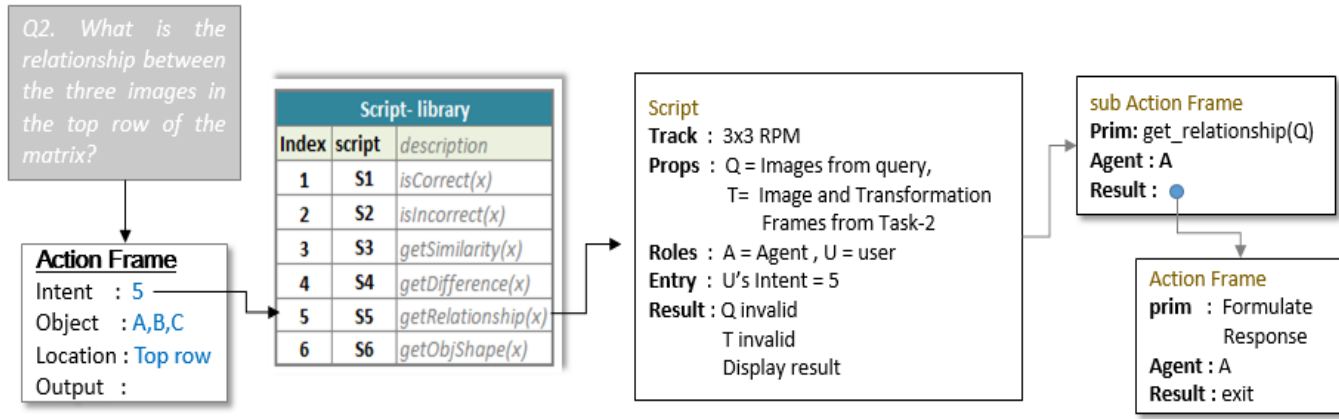 Q2. What is the
relationship between
the three images in
the top row of the
matrix?
Action Frame
Intent : 5
Object : A,B,C
Location : Top row
Output :
Script- library
Index script description
1 S1 isCorrect(x)
2 S2 isIncorrect(x)
3 S3 getSimilarity(x)
4 S4 getDifference(x)
5 S5 getRelationship(x)
6 S6 getObjShape(x)
Script
Track : 3x3 RPM
Props : Q = Images from query,
T= Image and Transformation
Frames from Task-2
Roles : A = Agent , U = user
Entry : U's Intent = 5
Result : Q invalid
T invalid
Display result
sub Action Frame
Prim: get_relationship(Q)
Agent : A
Result :
Action Frame
prim : Formulate
Response
Agent : A
Result : exit